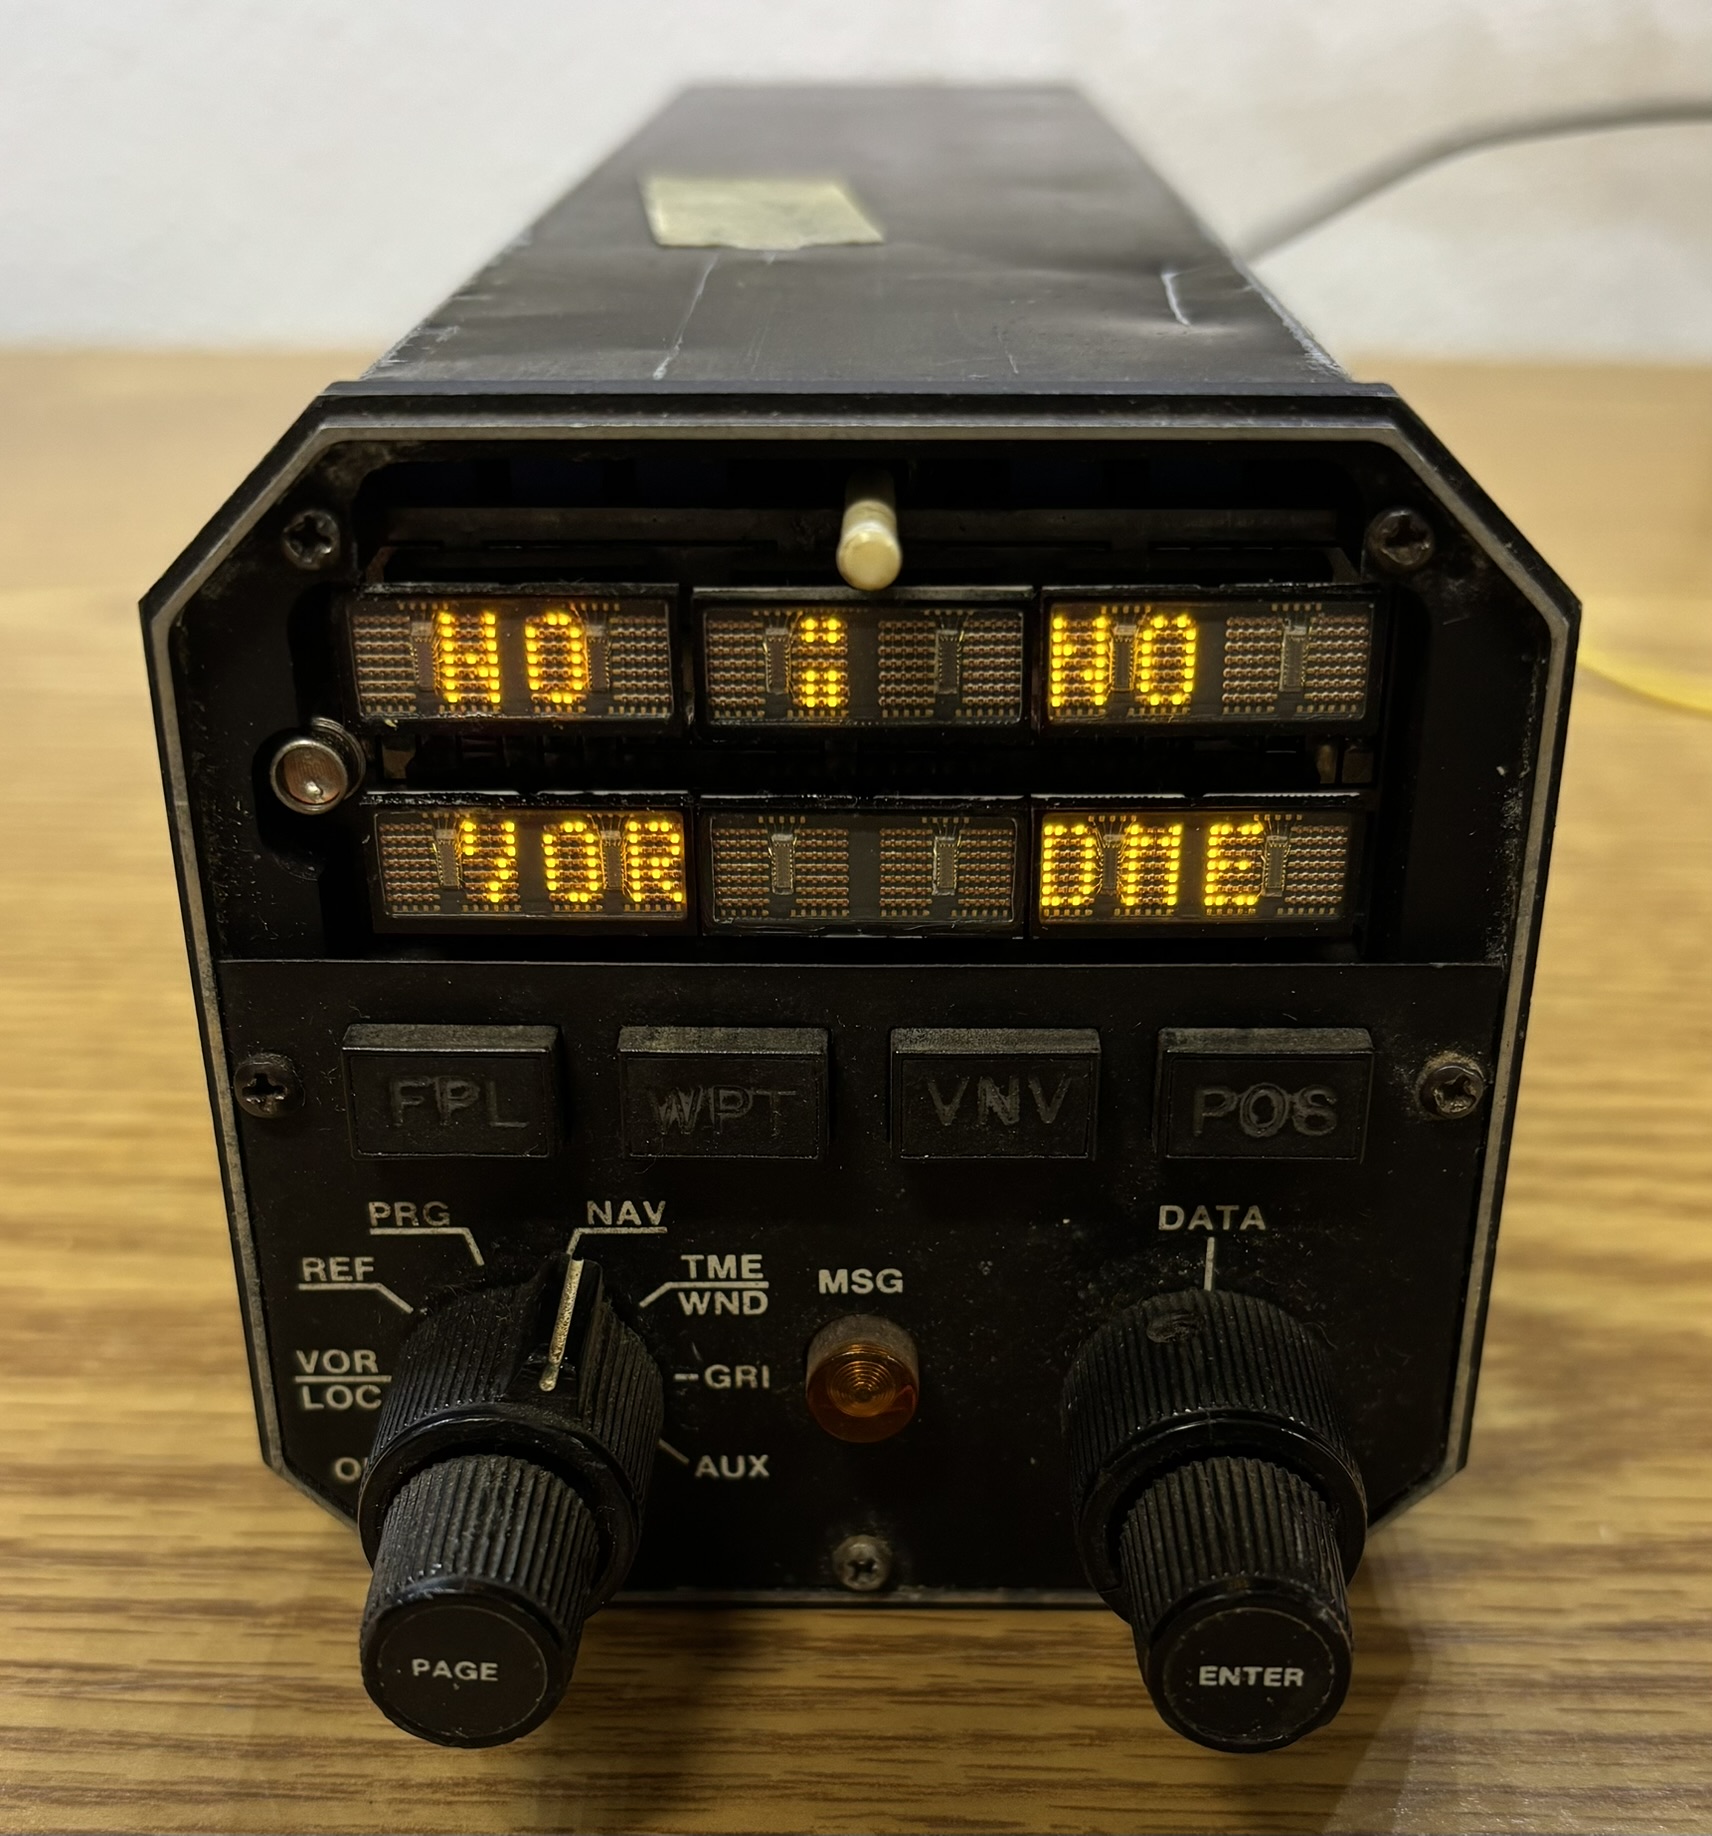 NO NO
VOR DME
FPL WPT VNV POS
PRG NAV DATA
REF TME
WND MSG
VOR
LOC GRI
AUX
PAGE ENTER